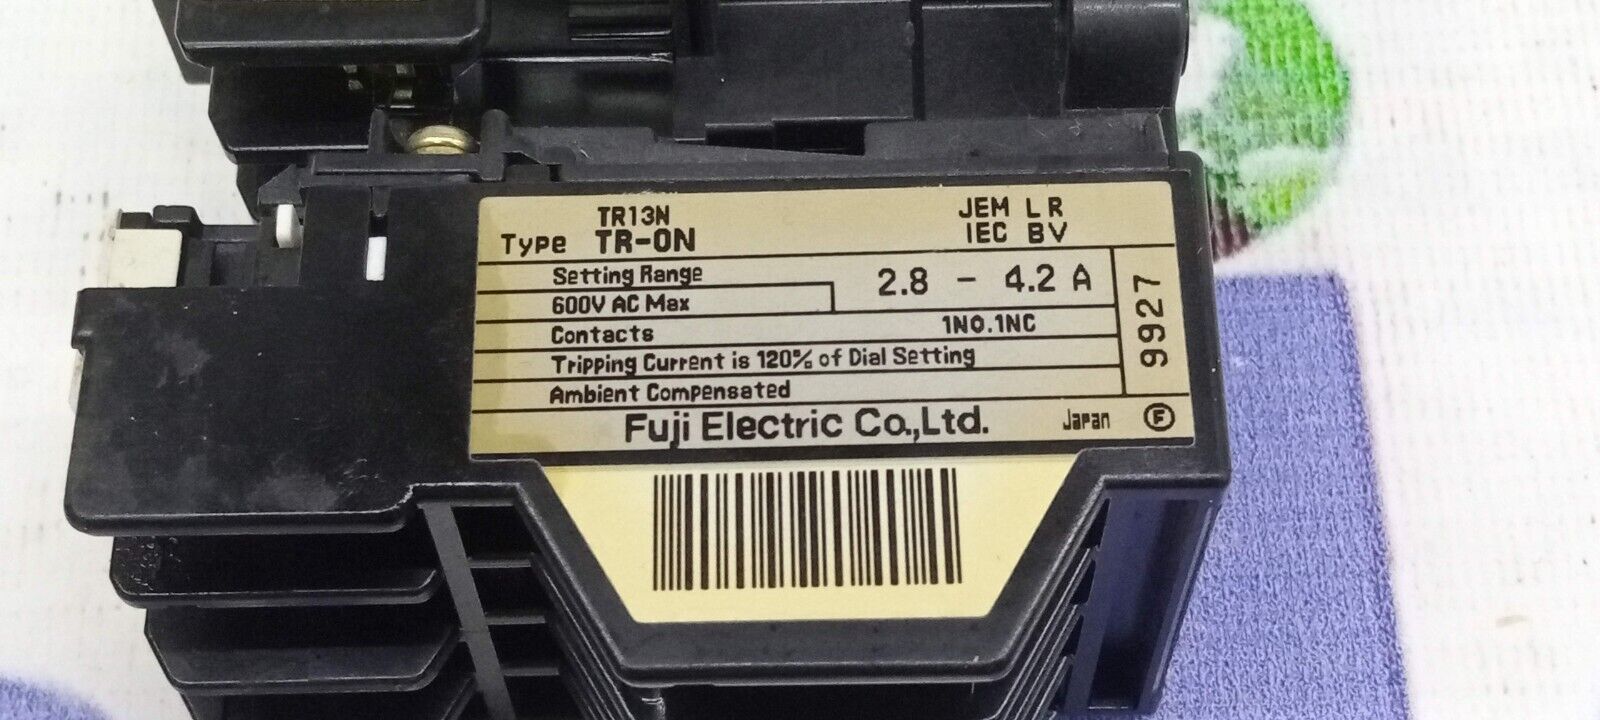 TR13N
Type TR-0N
JEM LR
IEC BV
Setting Range
2.8 - 4.2 A
600V AC Max
Contacts 1NO.1NC
Tripping Current is 120% of Dial Setting
Ambient Compensated
9927
Fuji Electric Co.,Ltd. Japan F